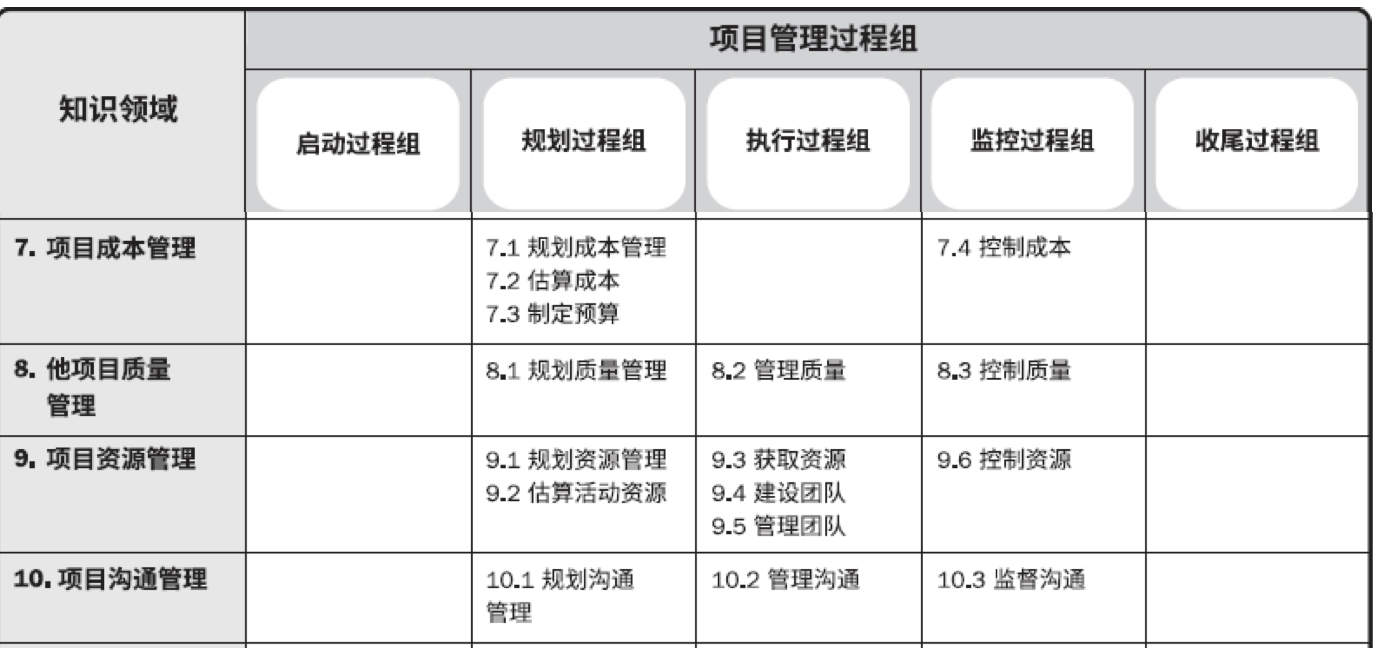 项目管理过程组
知识领域
启动过程组
规划过程组
执行过程组
监控过程组
收尾过程组
7. 项目成本管理
7.1 规划成本管理
7.2 估算成本
7.3 制定预算
7.4 控制成本
8. 他项目质量
管理
8.1 规划质量管理
8.2 管理质量
8.3 控制质量
9. 项目资源管理
9.1 规划资源管理
9.2 估算活动资源
9.3 获取资源
9.4 建设团队
9.5 管理团队
9.6 控制资源
10. 项目沟通管理
10.1 规划沟通
管理
10.2 管理沟通
10.3 监督沟通